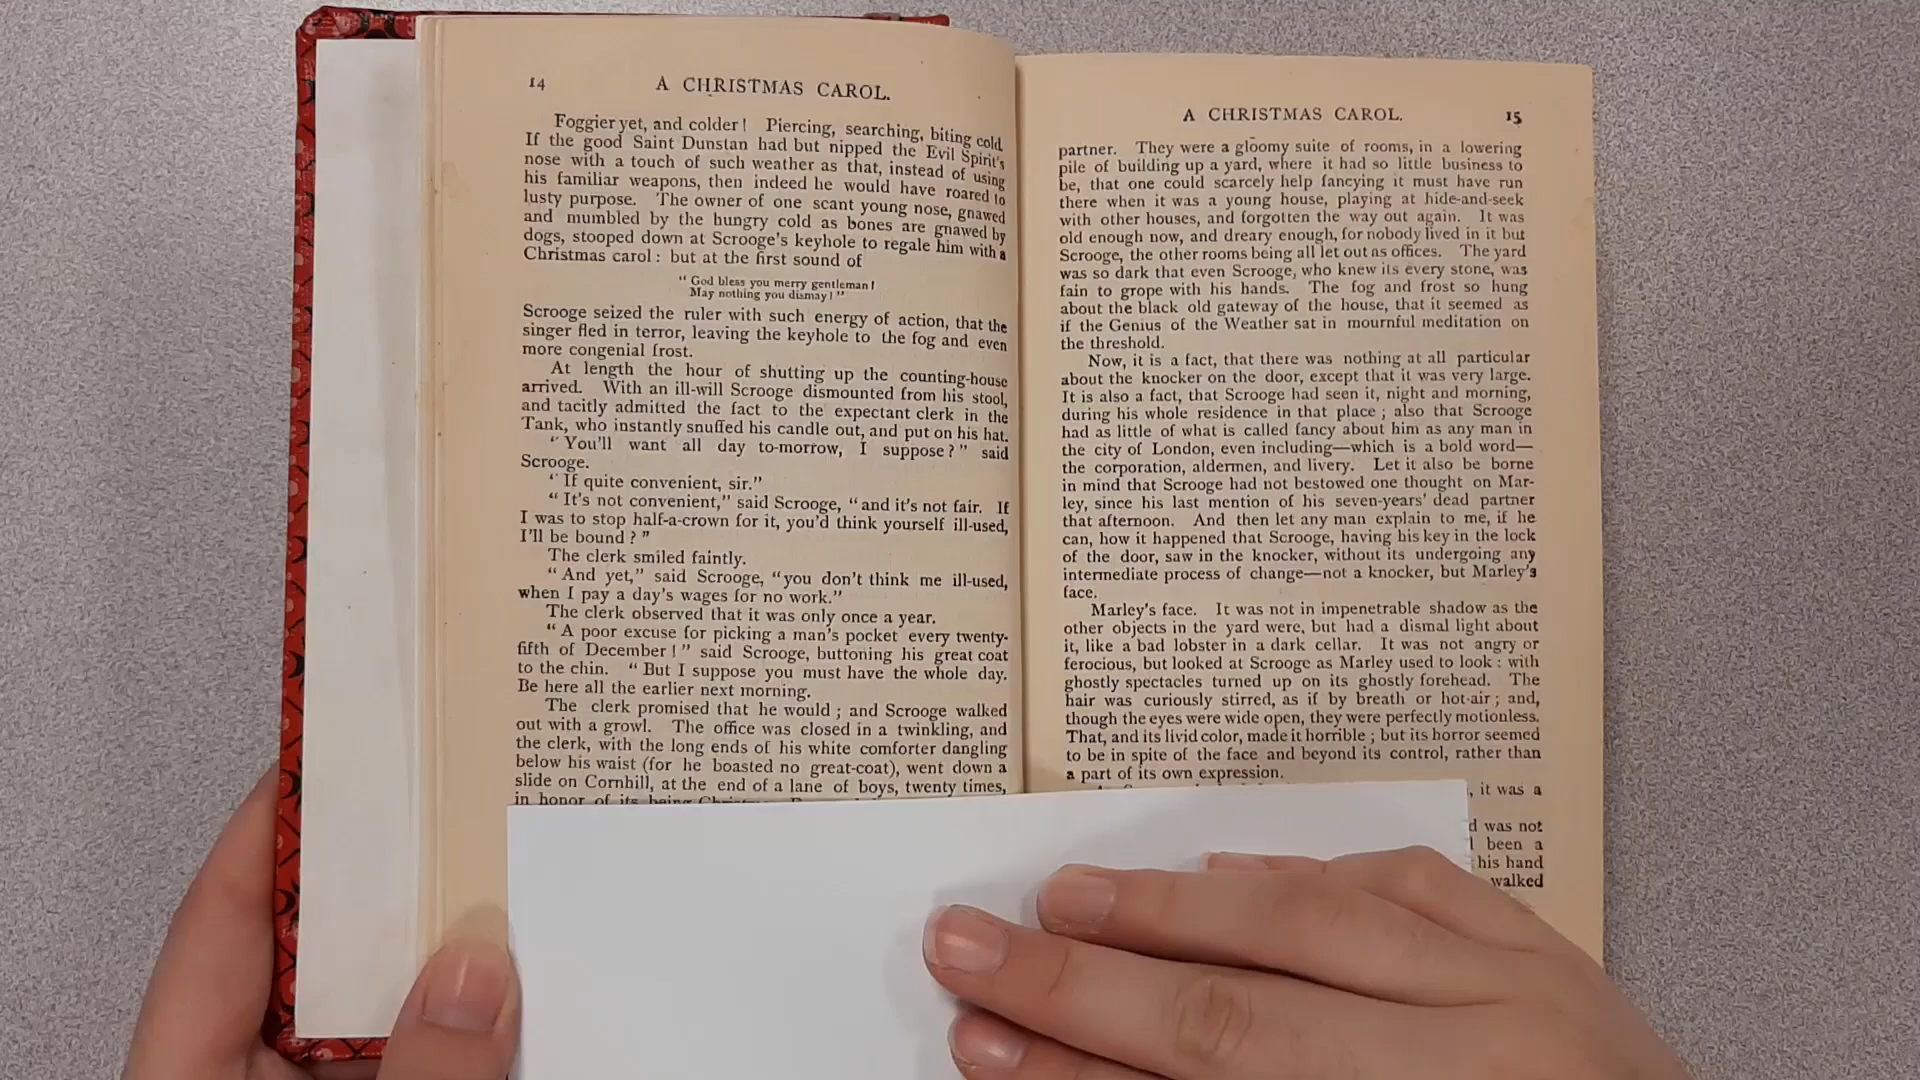 14
A CHRISTMAS CAROL.
Foggier yet, and colder! Piercing, searching, biting cold.
If the good Saint Dunstan had but nipped the Evil Spirit's
nose with a touch of such weather as that, instead of using
his familiar weapons, then indeed he would have roared to
lusty purpose. The owner of one scant young nose, gnawed
and mumbled by the hungry cold as bones are gnawed by
dogs, stooped down at Scrooge's keyhole to regale him with a
Christmas carol: but at the first sound of
"God bless you merry gentleman!
May nothing you dismay!"
Scrooge seized the ruler with such energy of action, that the
singer fled in terror, leaving the keyhole to the fog and even
more congenial frost.
At length the hour of shutting up the counting-house
arrived. With an ill-will Scrooge dismounted from his stool,
and tacitly admitted the fact to the expectant clerk in the
Tank, who instantly snuffed his candle out, and put on his hat.
"You'll want all day to-morrow, I suppose?" said
Scrooge.
"If quite convenient, sir."
"It's not convenient," said Scrooge, "and it's not fair. If
I was to stop half-a-crown for it, you'd think yourself ill-used,
I'll be bound?"
The clerk smiled faintly.
"And yet," said Scrooge, "you don't think me ill-used,
when I pay a day's wages for no work."
The clerk observed that it was only once a year.
"A poor excuse for picking a man's pocket every twenty-
fifth of December!" said Scrooge, buttoning his great coat
to the chin. "But I suppose you must have the whole day.
Be here all the earlier next morning.
The clerk promised that he would; and Scrooge walked
out with a growl. The office was closed in a twinkling, and
the clerk, with the long ends of his white comforter dangling
below his waist (for he boasted no great-coat), went down a
slide on Cornhill, at the end of a lane of boys, twenty times,
in honor of its being
A CHRISTMAS CAROL.
15
partner. They were a gloomy suite of rooms, in a lowering
pile of building up a yard, where it had so little business to
be, that one could scarcely help fancying it must have run
there when it was a young house, playing at hide-and-seek
with other houses, and forgotten the way out again. It was
old enough now, and dreary enough, for nobody lived in it but
Scrooge, the other rooms being all let out as offices. The yard
was so dark that even Scrooge, who knew its every stone, was
fain to grope with his hands. The fog and frost so hung
about the black old gateway of the house, that it seemed as
if the Genius of the Weather sat in mournful meditation on
the threshold.
Now, it is a fact, that there was nothing at all particular
about the knocker on the door, except that it was very large.
It is also a fact, that Scrooge had seen it, night and morning,
during his whole residence in that place; also that Scrooge
had as little of what is called fancy about him as any man in
the city of London, even including—which is a bold word—
the corporation, aldermen, and livery. Let it also be borne
in mind that Scrooge had not bestowed one thought on Mar-
ley, since his last mention of his seven-years' dead partner
that afternoon. And then let any man explain to me, if he
can, how it happened that Scrooge, having his key in the lock
of the door, saw in the knocker, without its undergoing any
intermediate process of change—not a knocker, but Marley's
face.
Marley's face. It was not in impenetrable shadow as the
other objects in the yard were, but had a dismal light about
it, like a bad lobster in a dark cellar. It was not angry or
ferocious, but looked at Scrooge as Marley used to look: with
ghostly spectacles turned up on its ghostly forehead. The
hair was curiously stirred, as if by breath or hot-air; and,
though the eyes were wide open, they were perfectly motionless.
That, and its livid color, made it horrible; but its horror seemed
to be in spite of the face and beyond its control, rather than
a part of its own expression.
, it was a
was not
been a
his hand
walked